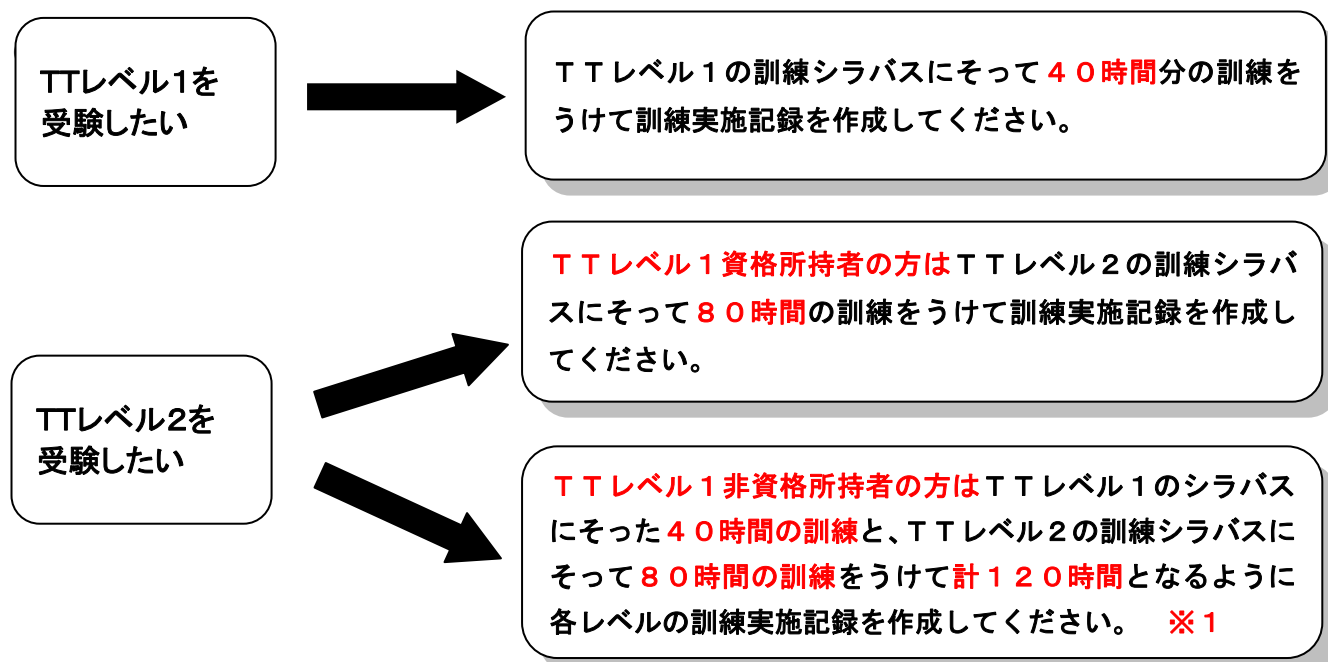 TTレベル1を
受験したい
TTレベル1の訓練シラバスにそって40時間分の訓練を
うけて訓練実施記録を作成してください。
TTレベル2を
受験したい
TTレベル1資格所持者の方はTTレベル2の訓練シラバ
スにそって80時間の訓練をうけて訓練実施記録を作成し
てください。
TTレベル1非資格所持者の方はTTレベル1のシラバス
にそった40時間の訓練と、TTレベル2の訓練シラバスに
そって80時間の訓練をうけて計120時間となるように
各レベルの訓練実施記録を作成してください。 ※1